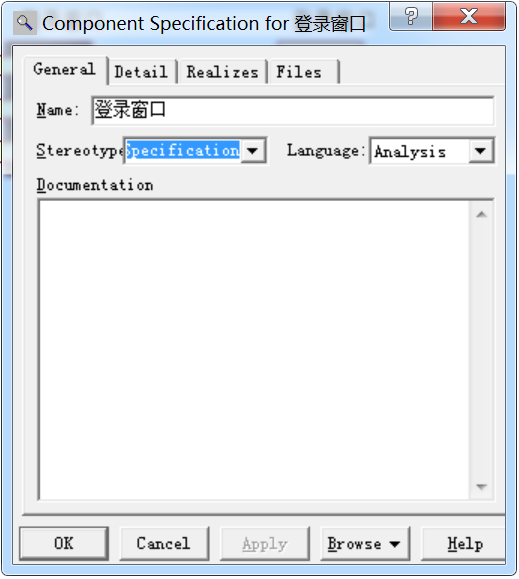 Component Specification for 登录窗口
General Detail Realizes Files
Name: 登录窗口
Stereotype Specification Language: Analysis
Documentation
OK Cancel Apply Browse Help